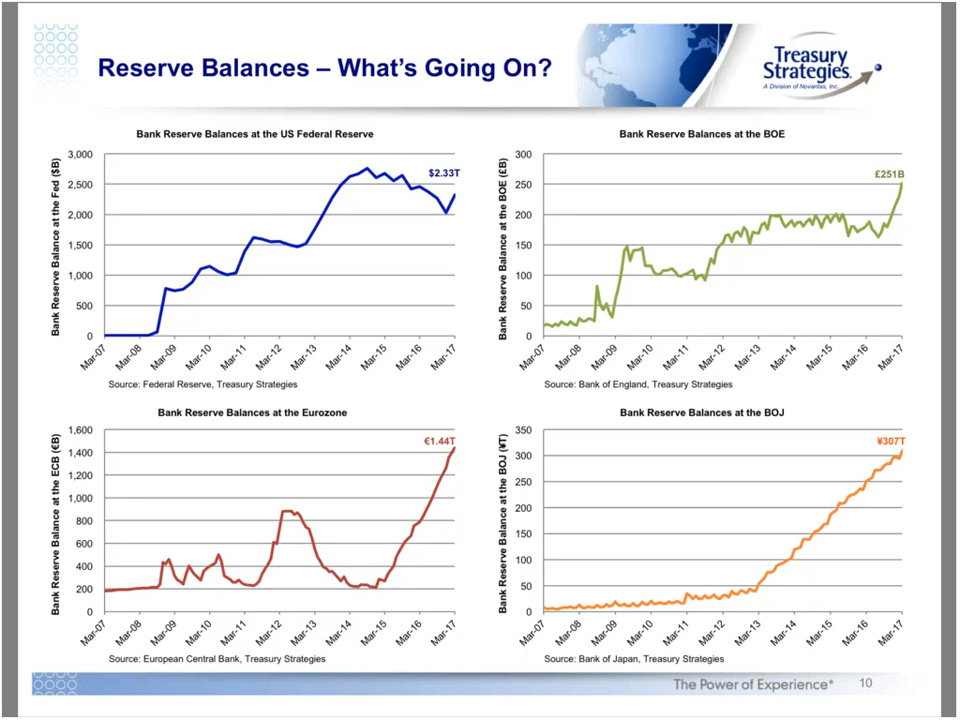 Reserve Balances – What's Going On?
Treasury
Strategies.
A Division of Novantas, Inc.
Bank Reserve Balances at the US Federal Reserve
Bank Reserve Balance at the Fed ($B)
3,000
2,500
2,000
1,500
1,000
500
0
$2.33T
Mar-07
Mar-08
Mar-09
Mar-10
Mar-11
Mar-12
Mar-13
Mar-14
Mar-15
Mar-16
Mar-17
Source: Federal Reserve, Treasury Strategies
Bank Reserve Balances at the BOE
Bank Reserve Balance at the BOE (£B)
300
250
200
150
100
50
0
£251B
Mar-07
Mar-08
Mar-09
Mar-10
Mar-11
Mar-12
Mar-13
Mar-14
Mar-15
Mar-16
Mar-17
Source: Bank of England, Treasury Strategies
Bank Reserve Balances at the Eurozone
Bank Reserve Balance at the ECB (€B)
1,600
1,400
1,200
1,000
800
600
400
200
0
€1.44T
Mar-07
Mar-08
Mar-09
Mar-10
Mar-11
Mar-12
Mar-13
Mar-14
Mar-15
Mar-16
Mar-17
Source: European Central Bank, Treasury Strategies
Bank Reserve Balances at the BOJ
Bank Reserve Balance at the BOJ (¥T)
350
300
250
200
150
100
50
0
¥307T
Mar-07
Mar-08
Mar-09
Mar-10
Mar-11
Mar-12
Mar-13
Mar-14
Mar-15
Mar-16
Mar-17
Source: Bank of Japan, Treasury Strategies
The Power of Experience®
10